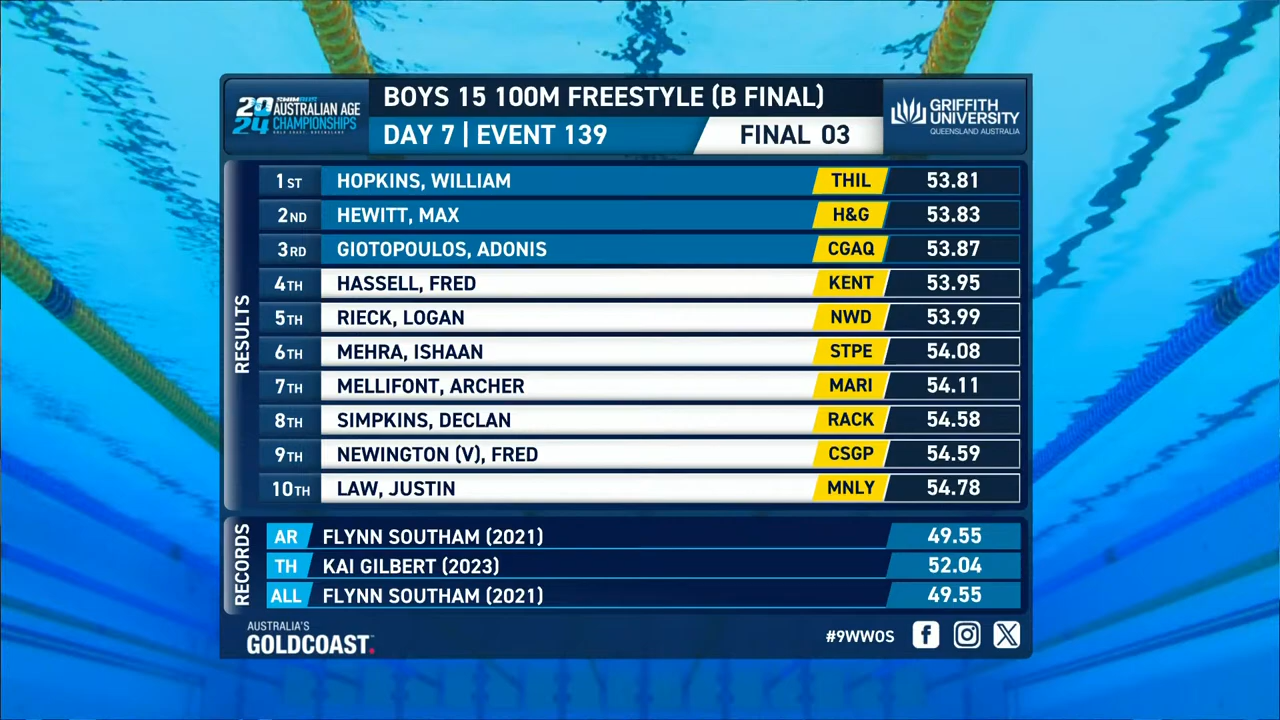 2024 SWIMMING AUSTRALIAN AGE CHAMPIONSHIPS
GOLD COAST, QUEENSLAND
BOYS 15 100M FREESTYLE (B FINAL)
DAY 7 | EVENT 139
FINAL 03
GRIFFITH UNIVERSITY
QUEENSLAND AUSTRALIA
RESULTS
1ST HOPKINS, WILLIAM THIL 53.81
2ND HEWITT, MAX H&G 53.83
3RD GIOTOPOULOS, ADONIS CGAQ 53.87
4TH HASSELL, FRED KENT 53.95
5TH RIECK, LOGAN NWD 53.99
6TH MEHRA, ISHAAN STPE 54.08
7TH MELLIFONT, ARCHER MARI 54.11
8TH SIMPKINS, DECLAN RACK 54.58
9TH NEWINGTON (V), FRED CSGP 54.59
10TH LAW, JUSTIN MNLY 54.78
RECORDS
AR FLYNN SOUTHAM (2021) 49.55
TH KAI GILBERT (2023) 52.04
ALL FLYNN SOUTHAM (2021) 49.55
AUSTRALIA'S
GOLDCOAST.
#9WWOS